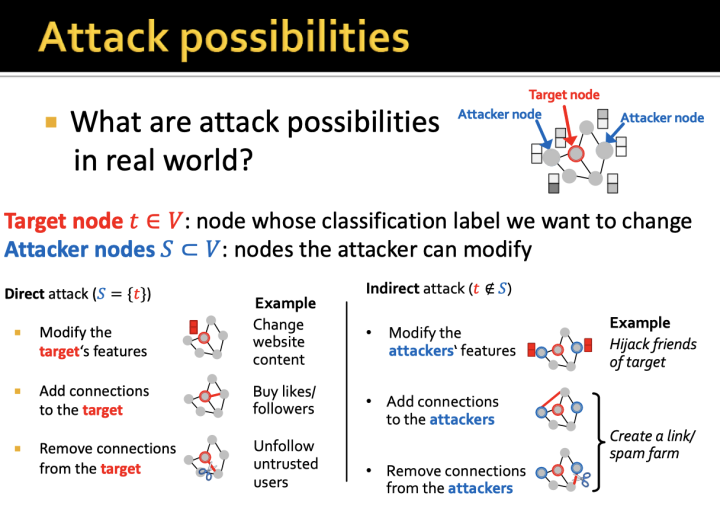 Attack possibilities
What are attack possibilities
in real world?
Target node
Attacker node
Attacker node
Target node t ∈ V: node whose classification label we want to change
Attacker nodes S ⊂ V: nodes the attacker can modify
Direct attack (S = {t})
Example
Modify the
target's features
Change
website
content
Add connections
to the target
Buy likes/
followers
Remove connections
from the target
Unfollow
untrusted
users
Indirect attack (t ∉ S)
Example
Modify the
attackers' features
Hijack friends
of target
Add connections
to the attackers
Remove connections
from the attackers
Create a link/
spam farm